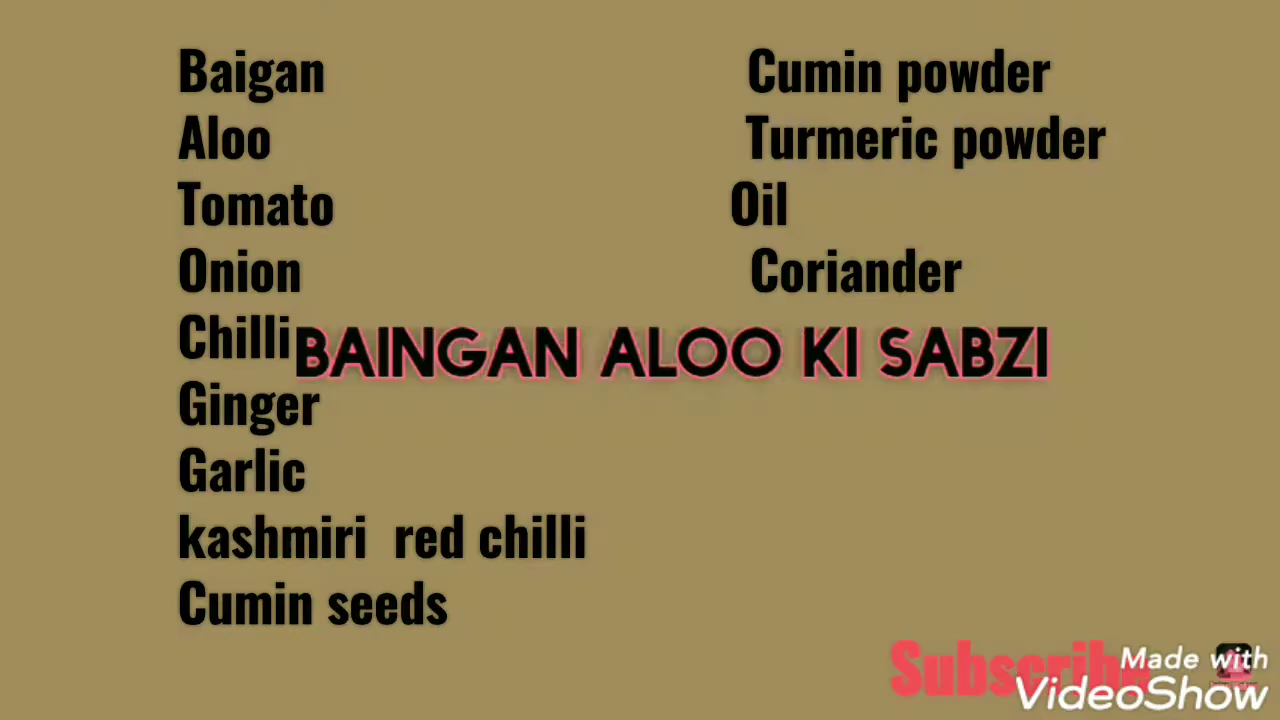 Baigan
Aloo
Tomato
Onion
Chilli
Ginger
Garlic
kashmiri red chilli
Cumin seeds
Cumin powder
Turmeric powder
Oil
Coriander
BAINGAN ALOO KI SABZI
Subscribe
Made with
VideoShow